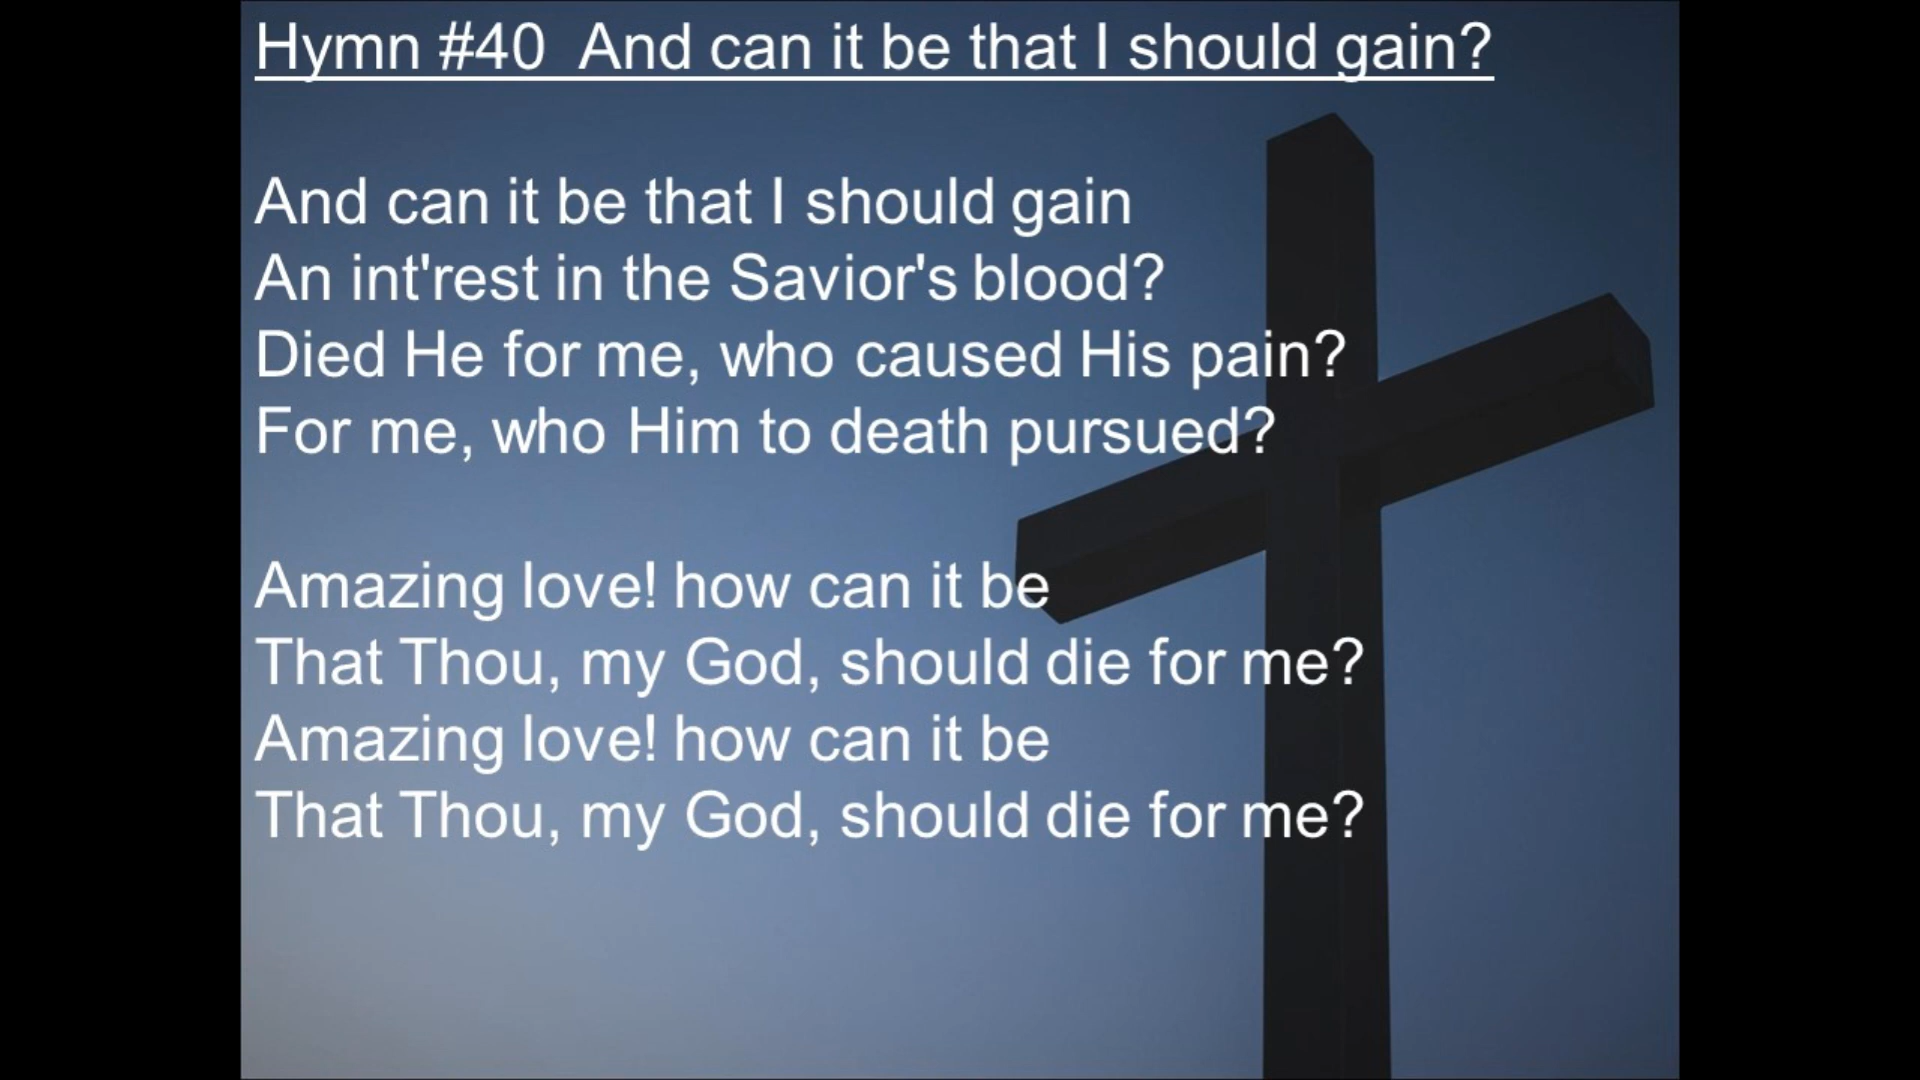 Hymn #40  And can it be that I should gain?
And can it be that I should gain
An int'rest in the Savior's blood?
Died He for me, who caused His pain?
For me, who Him to death pursued?
Amazing love! how can it be
That Thou, my God, should die for me?
Amazing love! how can it be
That Thou, my God, should die for me?